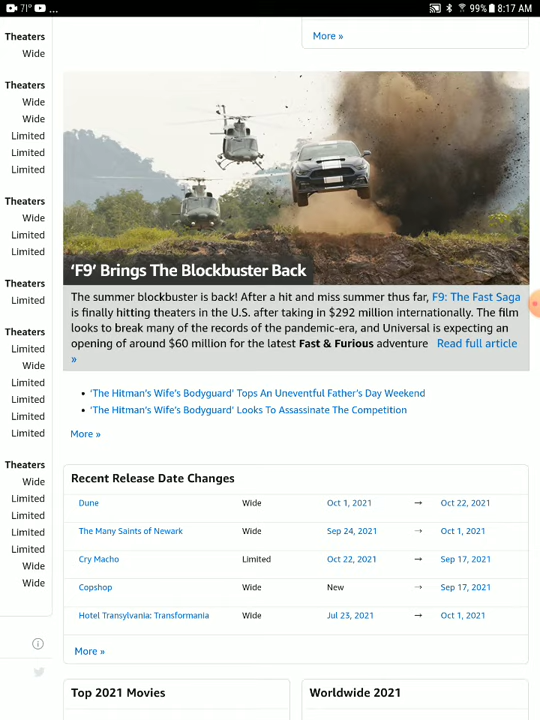 71° ... 99% 8:17 AM
More »
Theaters
Wide
Theaters
Wide
Wide
Limited
Limited
Limited
Theaters
Wide
Limited
Limited
Theaters
Limited
Theaters
Limited
Wide
Limited
Limited
Limited
Limited
Theaters
Wide
Limited
Limited
Limited
Limited
Wide
Wide
‘F9’ Brings The Blockbuster Back
The summer blockbuster is back! After a hit and miss summer thus far, F9: The Fast Saga
is finally hitting theaters in the U.S. after taking in $292 million internationally. The film
looks to break many of the records of the pandemic-era, and Universal is expecting an
opening of around $60 million for the latest Fast & Furious adventure Read full article
»
• ‘The Hitman's Wife's Bodyguard’ Tops An Uneventful Father's Day Weekend
• ‘The Hitman's Wife's Bodyguard’ Looks To Assassinate The Competition
More »
Recent Release Date Changes
Dune Wide Oct 1, 2021 → Oct 22, 2021
The Many Saints of Newark Wide Sep 24, 2021 → Oct 1, 2021
Cry Macho Limited Oct 22, 2021 → Sep 17, 2021
Copshop Wide New → Sep 17, 2021
Hotel Transylvania: Transformania Wide Jul 23, 2021 → Oct 1, 2021
More »
Top 2021 Movies Worldwide 2021